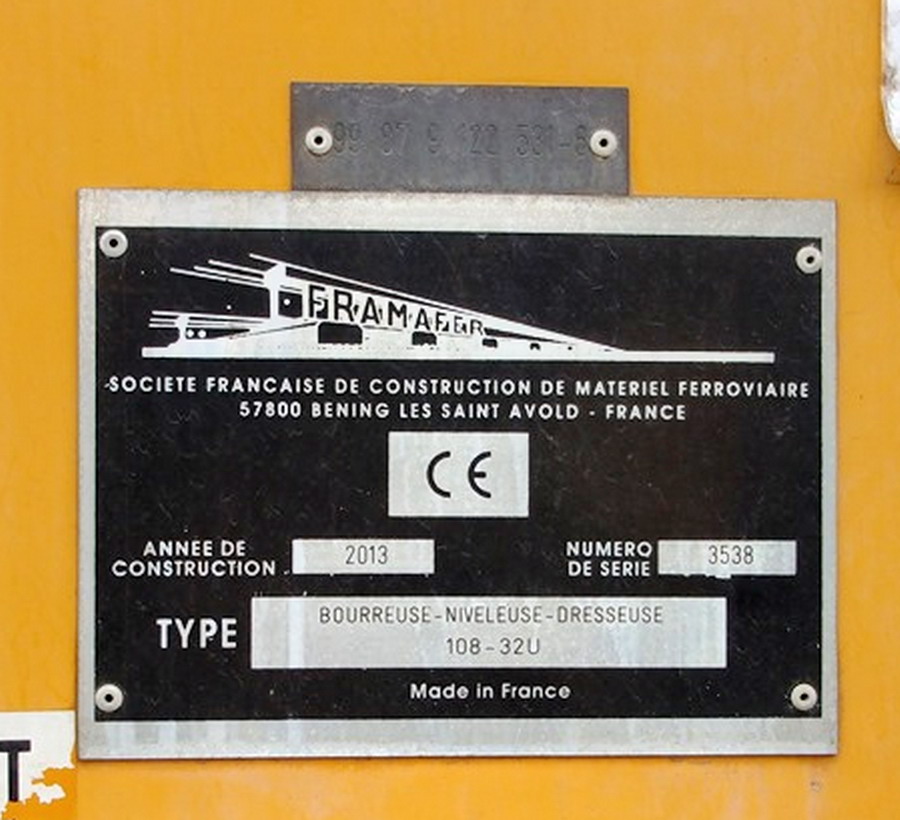 99 87 9 122 531-6
FRAMAFER
SOCIETE FRANCAISE DE CONSTRUCTION DE MATERIEL FERROVIAIRE
57800 BENING LES SAINT AVOLD - FRANCE
CE
ANNEE DE CONSTRUCTION
2013
NUMERO DE SERIE
3538
TYPE
BOURREUSE-NIVELEUSE-DRESSEUSE
108-32U
Made in France
T